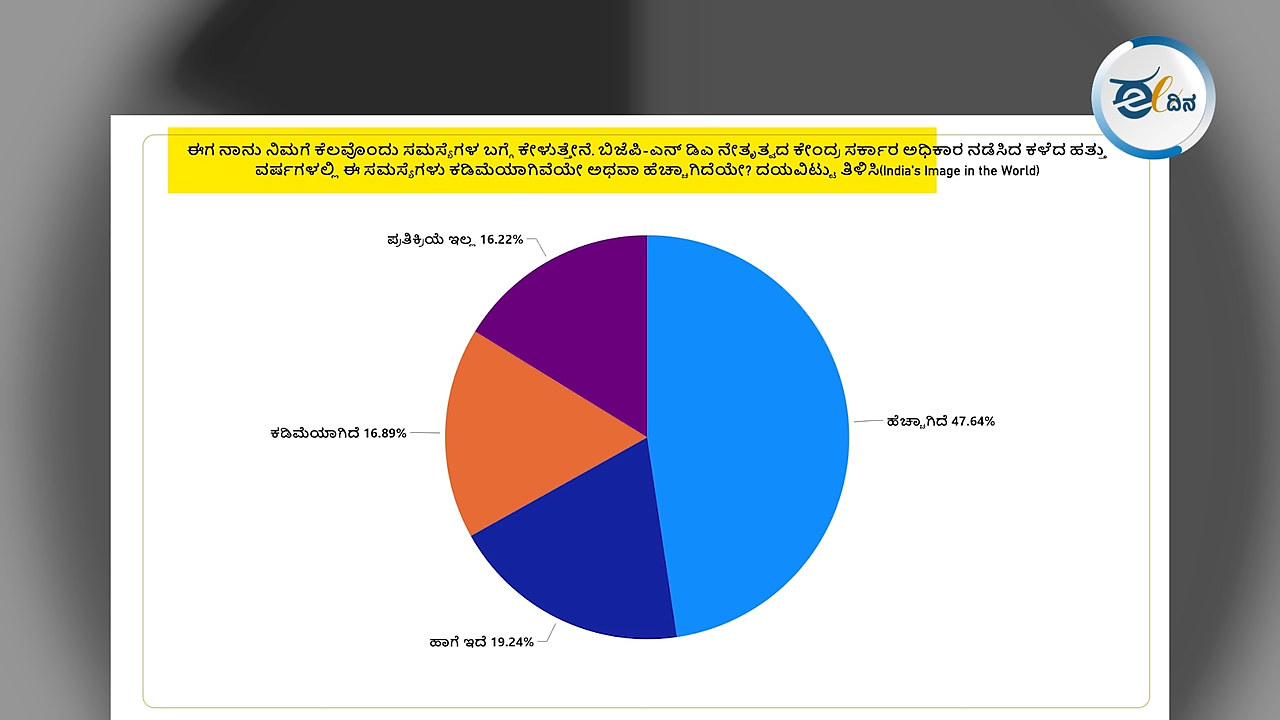 ಈ ದಿನ
ಈಗ ನಾನು ನಿಮಗೆ ಕೆಲವೊಂದು ಸಮಸ್ಯೆಗಳ ಬಗ್ಗೆ ಕೇಳುತ್ತೇನೆ. ಬಿಜೆಪಿ-ಎನ್ ಡಿಎ ನೇತೃತ್ವದ ಕೇಂದ್ರ ಸರ್ಕಾರ ಅಧಿಕಾರ ನಡೆಸಿದ ಕಳೆದ ಹತ್ತು
ವರ್ಷಗಳಲ್ಲಿ ಈ ಸಮಸ್ಯೆಗಳು ಕಡಿಮೆಯಾಗಿವೆಯೇ ಅಥವಾ ಹೆಚ್ಚಾಗಿದೆಯೇ? ದಯವಿಟ್ಟು ತಿಳಿಸಿ(India's Image in the World)
ಪ್ರತಿಕ್ರಿಯೆ ಇಲ್ಲ 16.22%
ಹೆಚ್ಚಾಗಿದೆ 47.64%
ಕಡಿಮೆಯಾಗಿದೆ 16.89%
ಹಾಗೆ ಇದೆ 19.24%